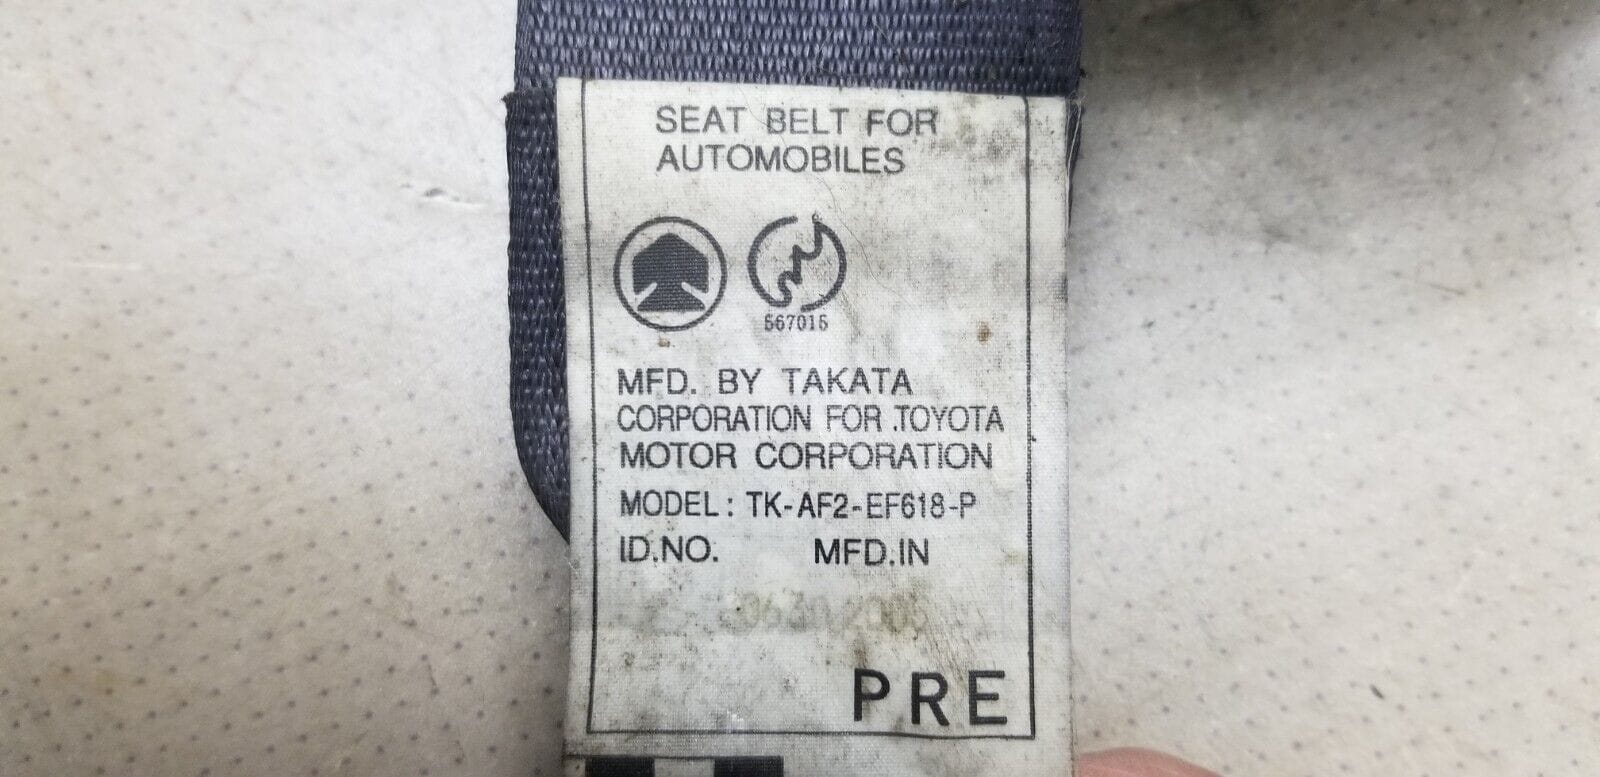 SEAT BELT FOR
AUTOMOBILES
567015
MFD. BY TAKATA
CORPORATION FOR .TOYOTA
MOTOR CORPORATION
MODEL: TK-AF2-EF618-P
ID.NO. MFD.IN
PRE